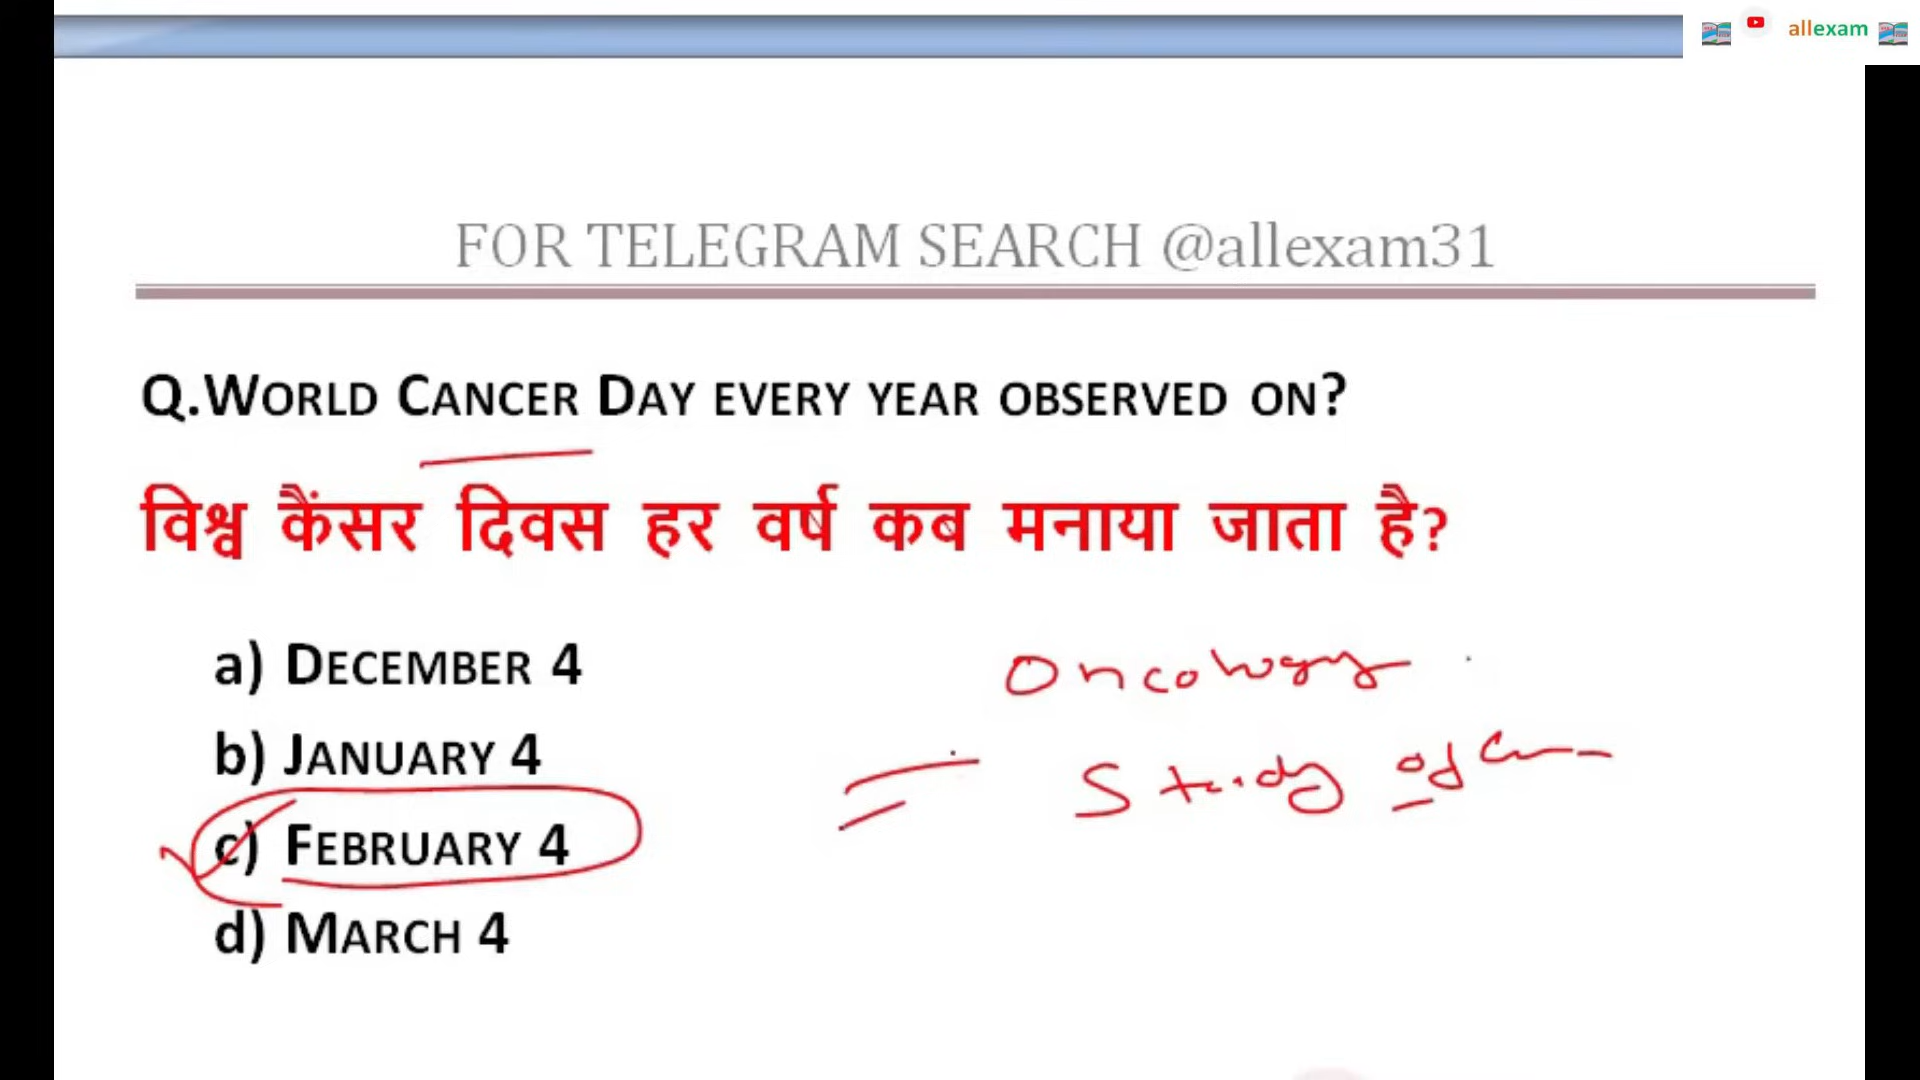 allexam
FOR TELEGRAM SEARCH @allexam31
Q.WORLD CANCER DAY EVERY YEAR OBSERVED ON?
विश्व कैंसर दिवस हर वर्ष कब मनाया जाता है?
a) DECEMBER 4
b) JANUARY 4
c) FEBRUARY 4
d) MARCH 4
Oncology
= Study of